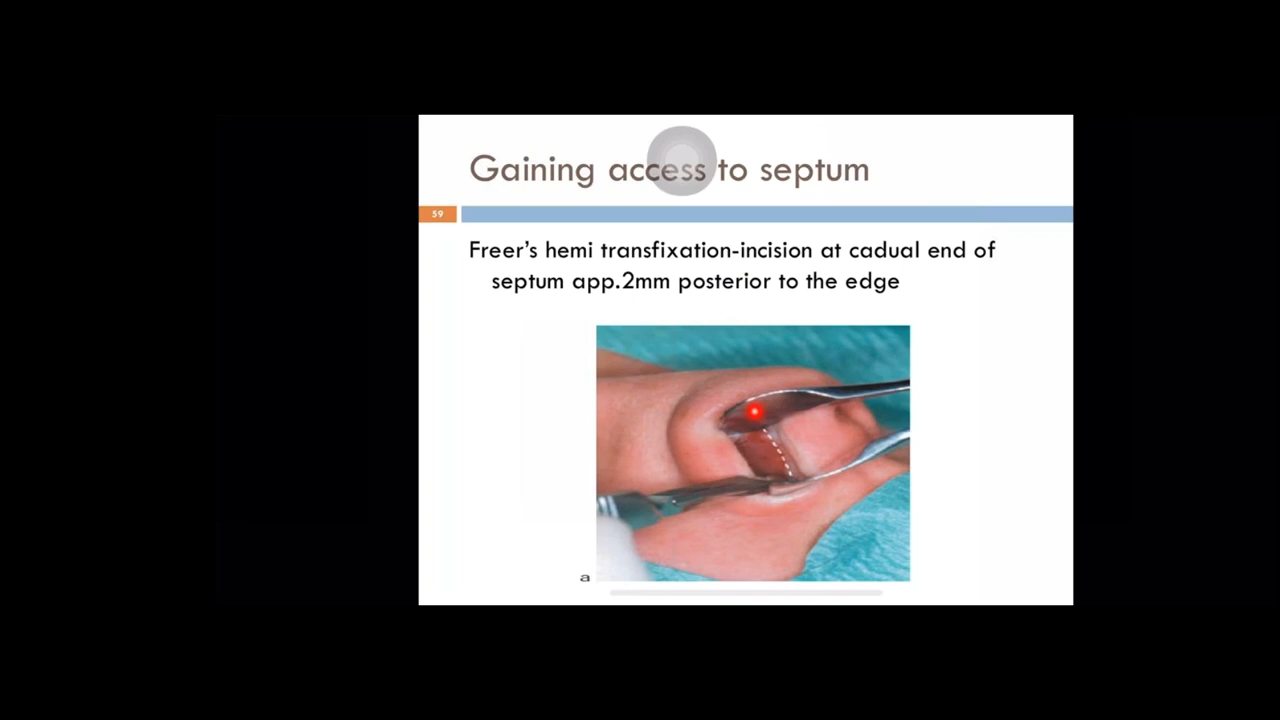 Gaining access to septum
59
Freer's hemi transfixation-incision at cadual end of
septum app.2mm posterior to the edge
a